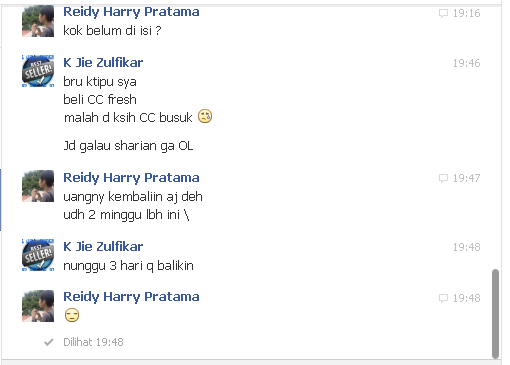 Reidy Harry Pratama 19:16
kok belum di isi ?
K Jie Zulfikar 19:46
bru ktipu sya
beli CC fresh
malah d ksih CC busuk
Jd galau sharian ga OL
Reidy Harry Pratama 19:47
uangny kembaliin aj deh
udh 2 minggu lbh ini \
K Jie Zulfikar 19:48
nunggu 3 hari q balikin
Reidy Harry Pratama 19:48
Dilihat 19:48